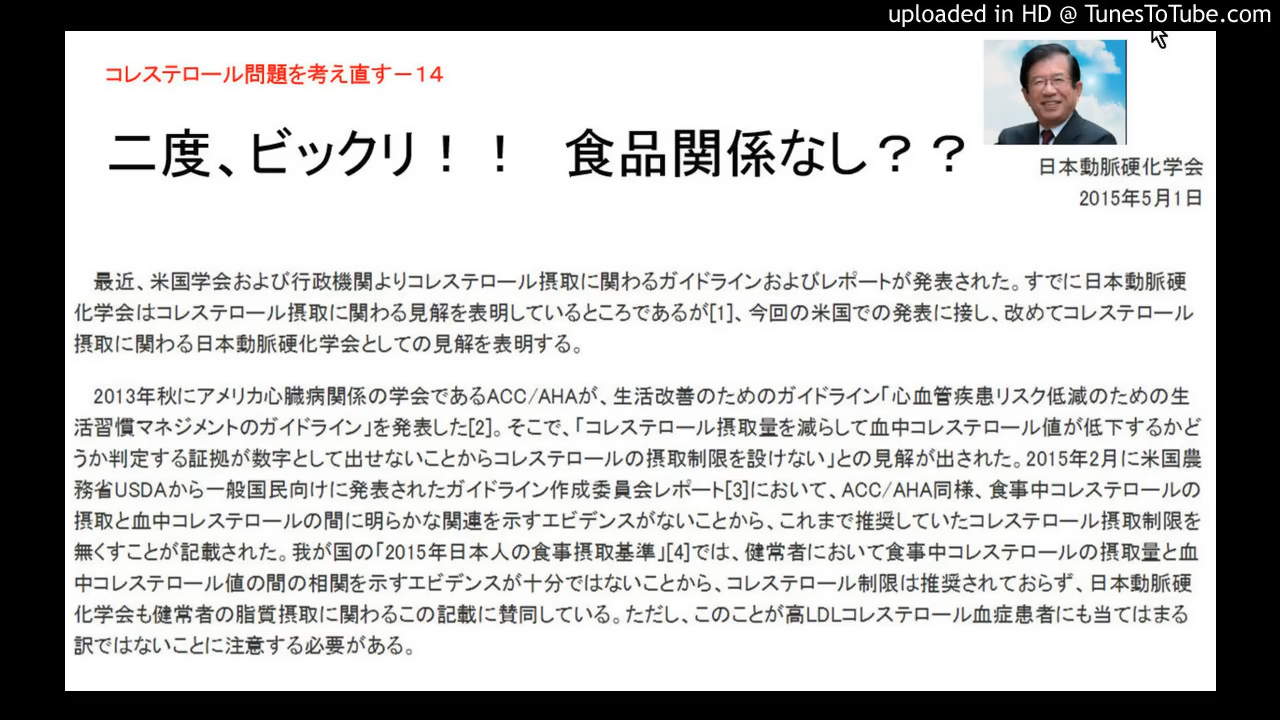 uploaded in HD @ TunesToTube.com
コレステロール問題を考え直す－１４
二度、ビックリ！！　食品関係なし？？
日本動脈硬化学会
2015年5月1日
最近、米国学会および行政機関よりコレステロール摂取に関わるガイドラインおよびレポートが発表された。すでに日本動脈硬
化学会はコレステロール摂取に関わる見解を表明しているところであるが[1]、今回の米国での発表に接し、改めてコレステロール
摂取に関わる日本動脈硬化学会としての見解を表明する。
2013年秋にアメリカ心臓病関係の学会であるACC/AHAが、生活改善のためのガイドライン「心血管疾患リスク低減のための生
活習慣マネジメントのガイドライン」を発表した[2]。そこで、「コレステロール摂取量を減らして血中コレステロール値が低下するかど
うか判定する証拠が数字として出せないことからコレステロールの摂取制限を設けない」との見解が出された。2015年2月に米国農
務省USDAから一般国民向けに発表されたガイドライン作成委員会レポート[3]において、ACC/AHA同様、食事中コレステロールの
摂取と血中コレステロールの間に明らかな関連を示すエビデンスがないことから、これまで推奨していたコレステロール摂取制限を
無くすことが記載された。我が国の「2015年日本人の食事摂取基準」[4]では、健常者において食事中コレステロールの摂取量と血
中コレステロール値の間の相関を示すエビデンスが十分ではないことから、コレステロール制限は推奨されておらず、日本動脈硬
化学会も健常者の脂質摂取に関わるこの記載に賛同している。ただし、このことが高LDLコレステロール血症患者にも当てはまる
訳ではないことに注意する必要がある。